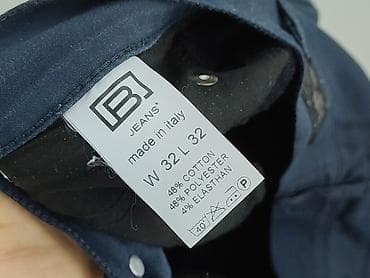 B
JEANS
made in italy
W 32 L 32
48% COTTON
48% POLYESTER
4% ELASTHAN
40° P